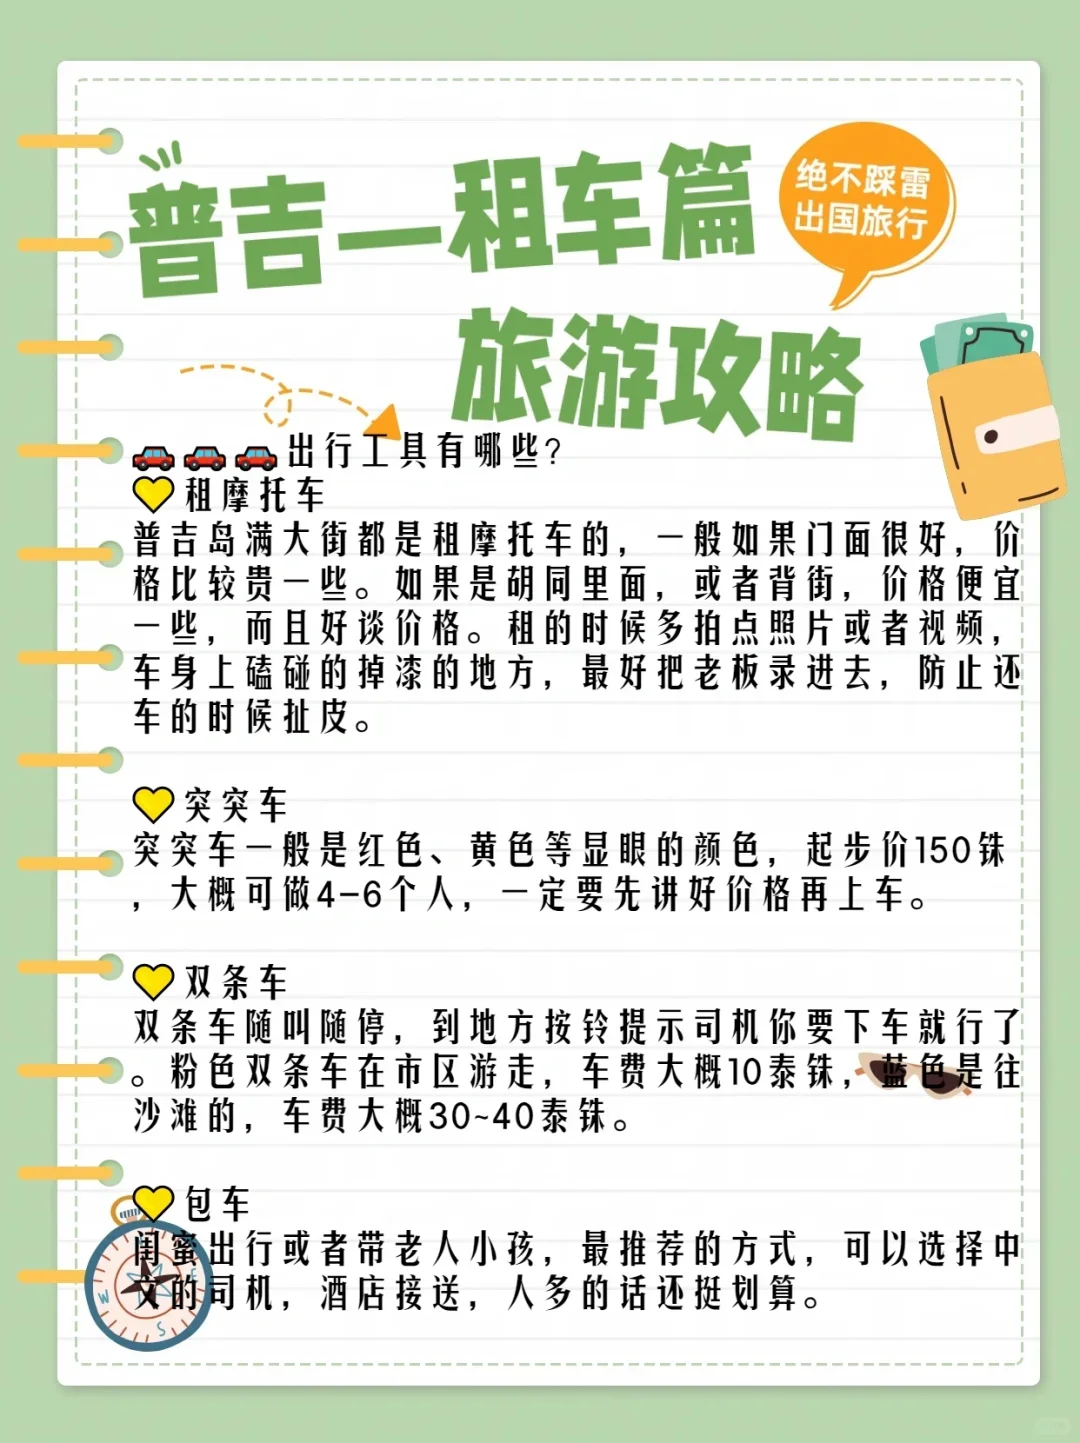 普吉—租车篇
绝不踩雷
出国旅行
旅游攻略
🚗🚗🚗出行工具有哪些？
💛租摩托车
普吉岛满大街都是租摩托车的，一般如果门面很好，价
格比较贵一些。如果是胡同里面，或者背街，价格便宜
一些，而且好谈价格。租的时候多拍点照片或者视频，
车身上磕碰的掉漆的地方，最好把老板录进去，防止还
车的时候扯皮。
💛突突车
突突车一般是红色、黄色等显眼的颜色，起步价150铢
，大概可做4-6个人，一定要先讲好价格再上车。
💛双条车
双条车随叫随停，到地方按铃提示司机你要下车就行了
。粉色双条车在市区游走，车费大概10泰铢，蓝色是往
沙滩的，车费大概30~40泰铢。
💛包车
闺蜜出行或者带老人小孩，最推荐的方式，可以选择中
文的司机，酒店接送，人多的话还挺划算。
W
E
S